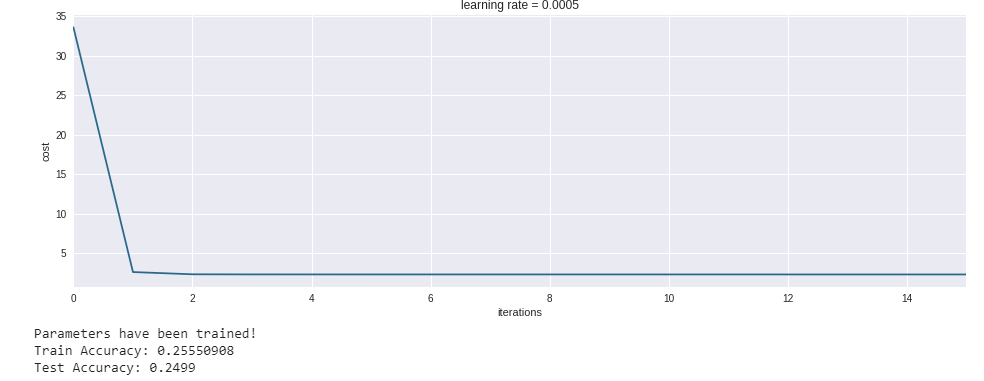 learning rate = 0.0005
35
30
25
20
15
10
5
cost
0 2 4 6 8 10 12 14
iterations
Parameters have been trained!
Train Accuracy: 0.25550908
Test Accuracy: 0.2499